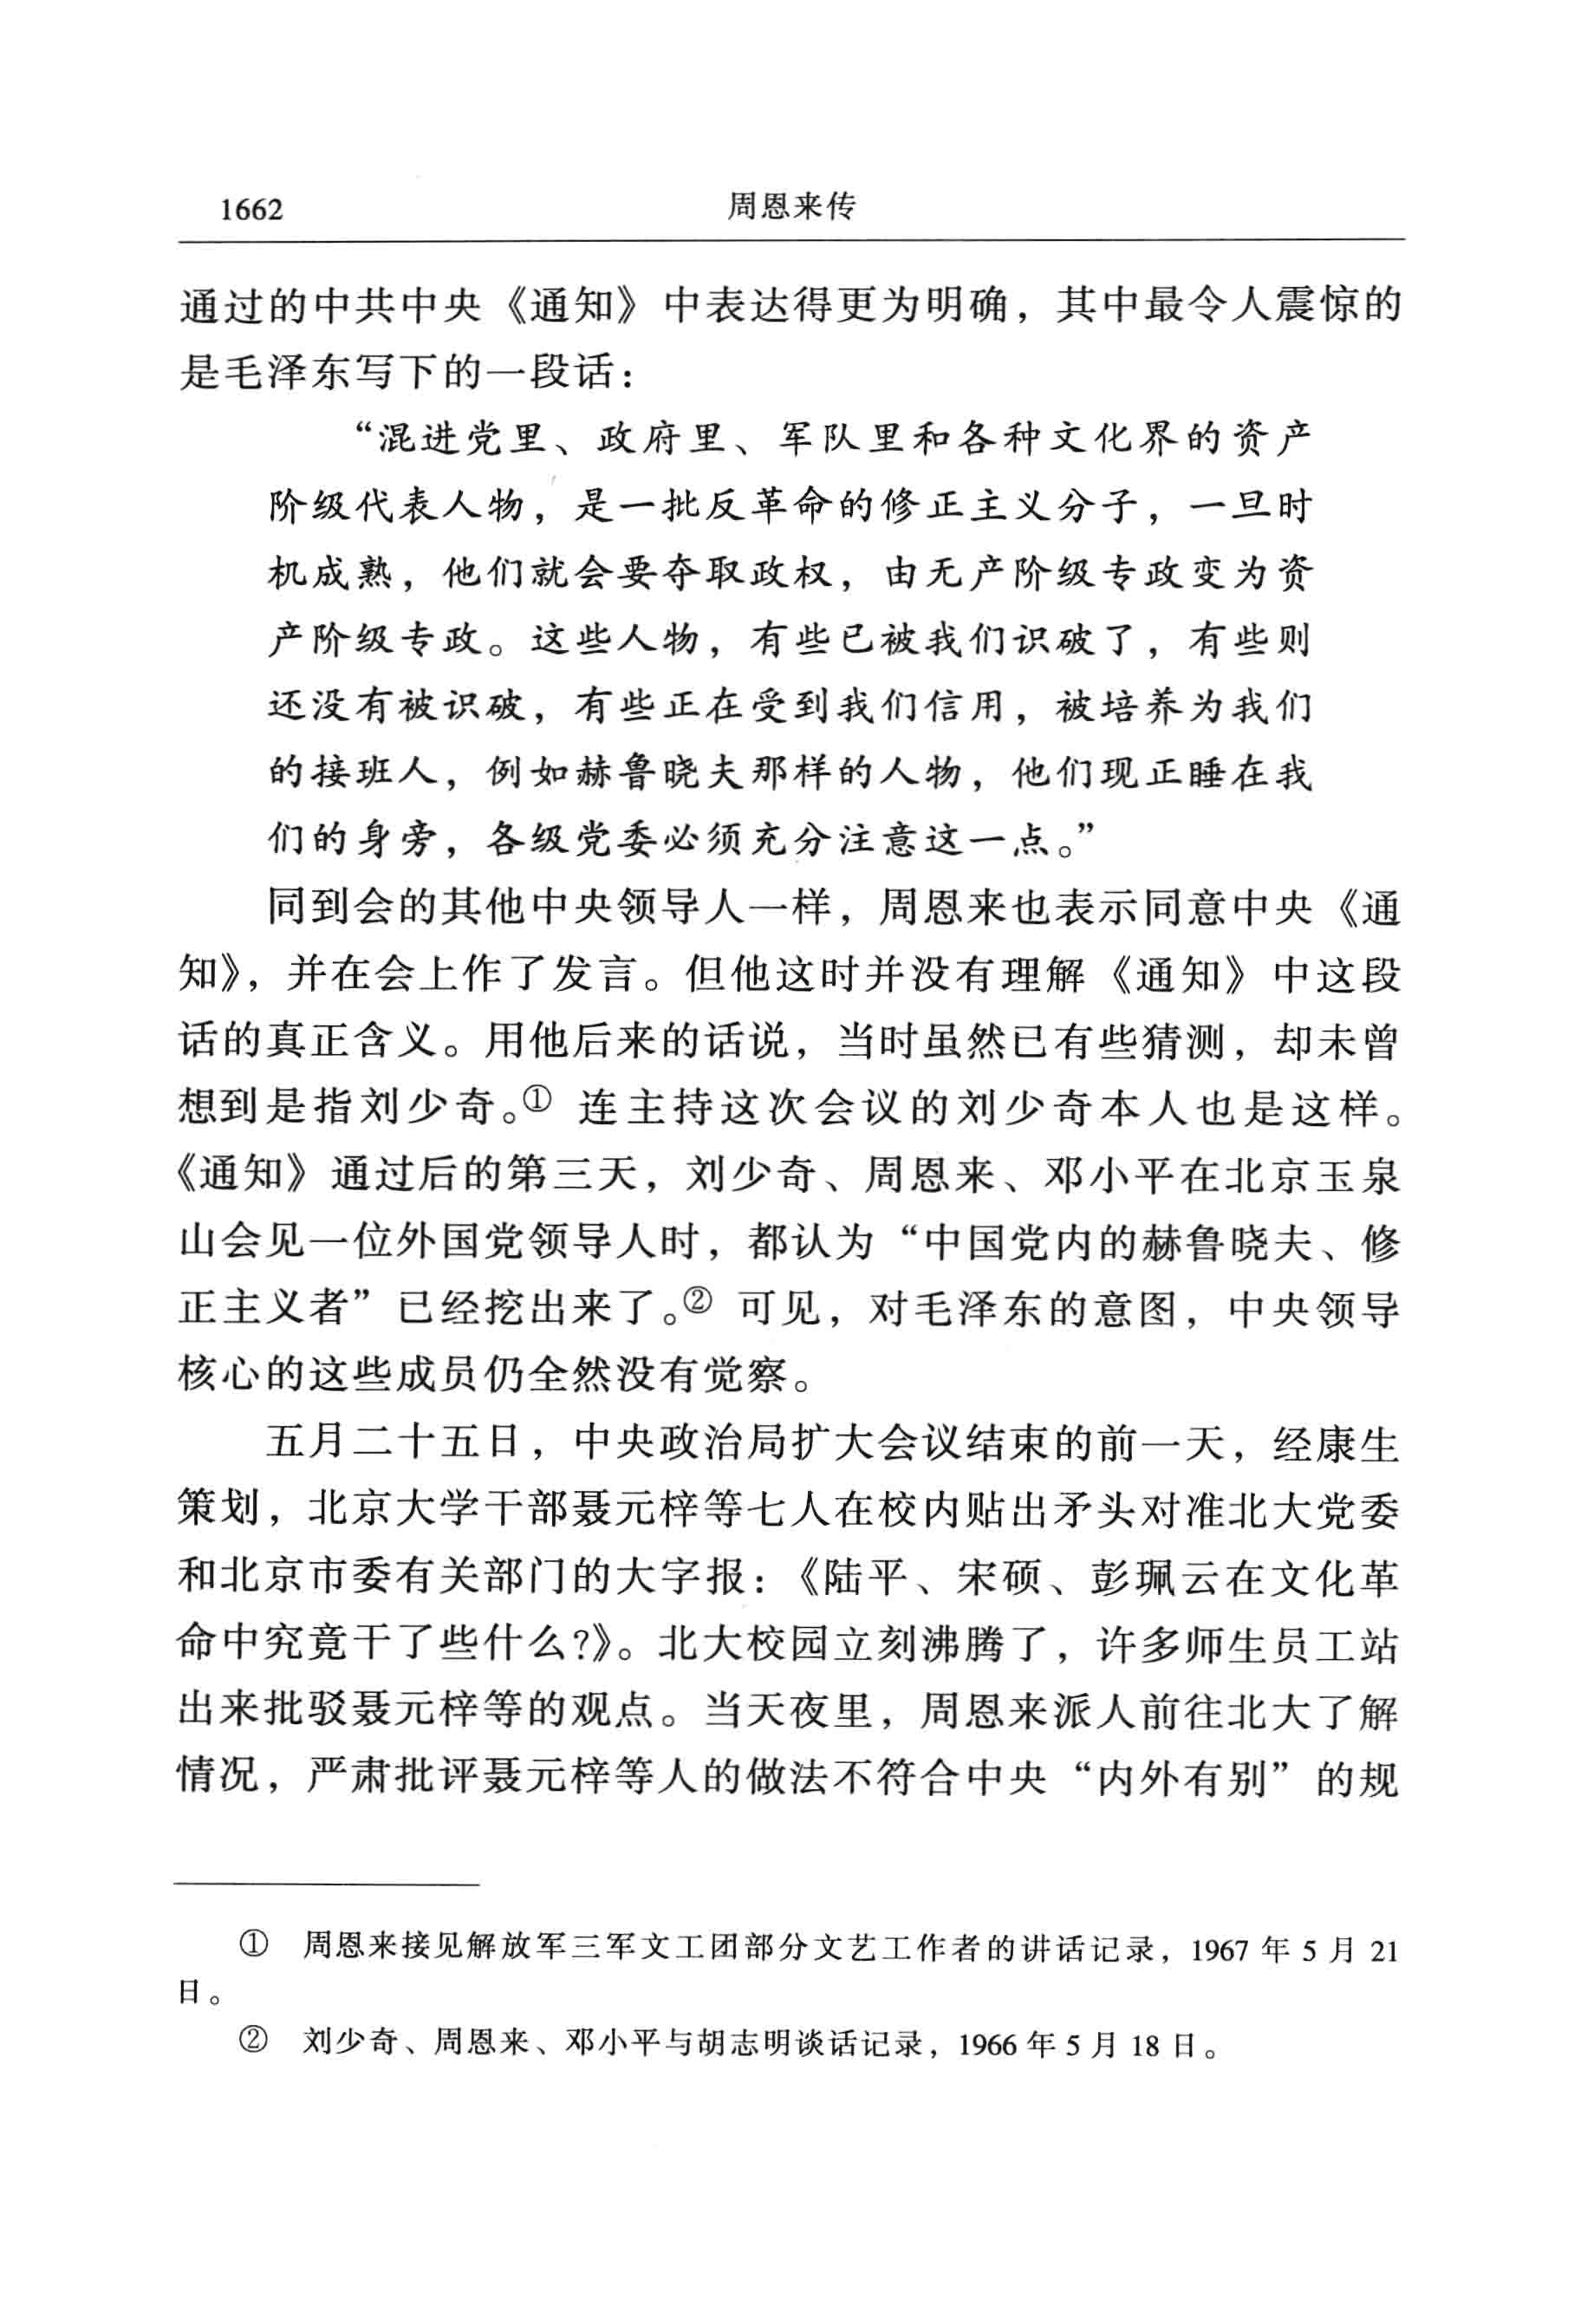 1662
周恩来传
通过的中共中央《通知》中表达得更为明确，其中最令人震惊的
是毛泽东写下的一段话：
“混进党里、政府里、军队里和各种文化界的资产
阶级代表人物，是一批反革命的修正主义分子，一旦时
机成熟，他们就会要夺取政权，由无产阶级专政变为资
产阶级专政。这些人物，有些已被我们识破了，有些则
还没有被识破，有些正在受到我们信用，被培养为我们
的接班人，例如赫鲁晓夫那样的人物，他们现正睡在我
们的身旁，各级党委必须充分注意这一点。”
同到会的其他中央领导人一样，周恩来也表示同意中央《通
知》，并在会上作了发言。但他这时并没有理解《通知》中这段
话的真正含义。用他后来的话说，当时虽然已有些猜测，却未曾
想到是指刘少奇。① 连主持这次会议的刘少奇本人也是这样。
《通知》通过后的第三天，刘少奇、周恩来、邓小平在北京玉泉
山会见一位外国党领导人时，都认为“中国党内的赫鲁晓夫、修
正主义者”已经挖出来了。② 可见，对毛泽东的意图，中央领导
核心的这些成员仍全然没有觉察。
五月二十五日，中央政治局扩大会议结束的前一天，经康生
策划，北京大学干部聂元梓等七人在校内贴出矛头对准北大党委
和北京市委有关部门的大字报：《陆平、宋硕、彭珮云在文化革
命中究竟干了些什么?》。北大校园立刻沸腾了，许多师生员工站
出来批驳聂元梓等的观点。当天夜里，周恩来派人前往北大了解
情况，严肃批评聂元梓等人的做法不符合中央“内外有别”的规
① 周恩来接见解放军三军文工团部分文艺工作者的讲话记录，1967 年 5 月 21
日。
② 刘少奇、周恩来、邓小平与胡志明谈话记录，1966 年 5 月 18 日。